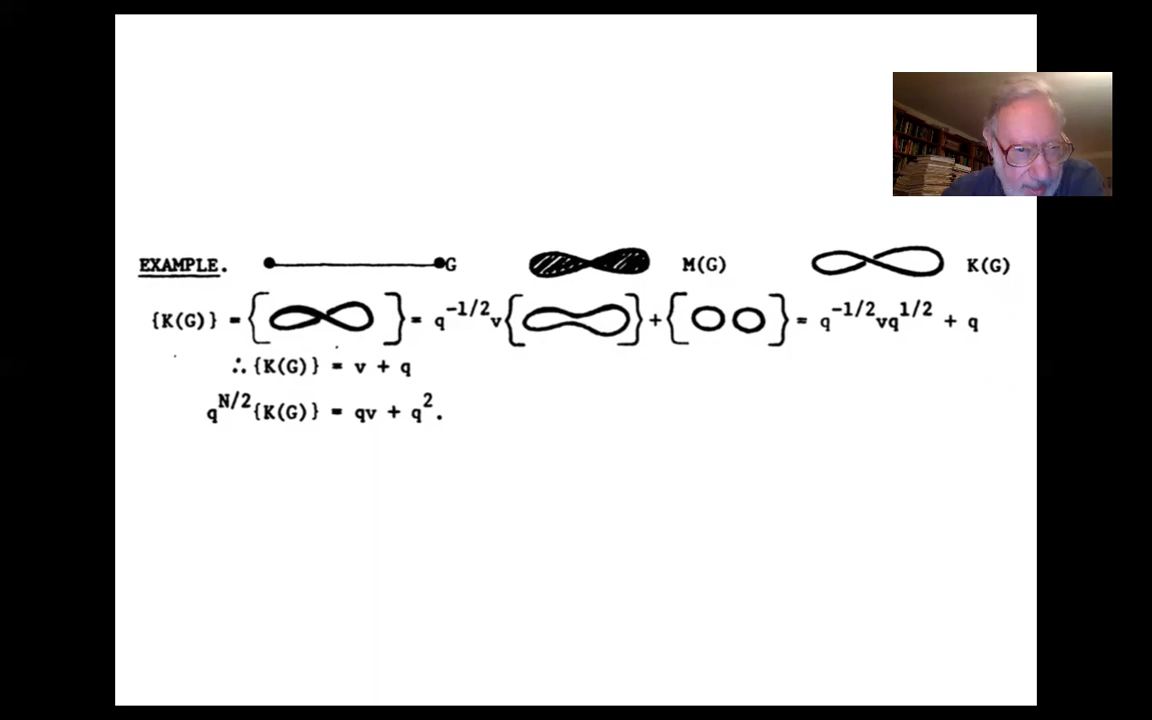 EXAMPLE. G M(G) K(G)
{K(G)} = { } = q^{-1/2}v{ } + { } = q^{-1/2}vq^{1/2} + q
∴ {K(G)} = v + q
q^{N/2}{K(G)} = qv + q^2.